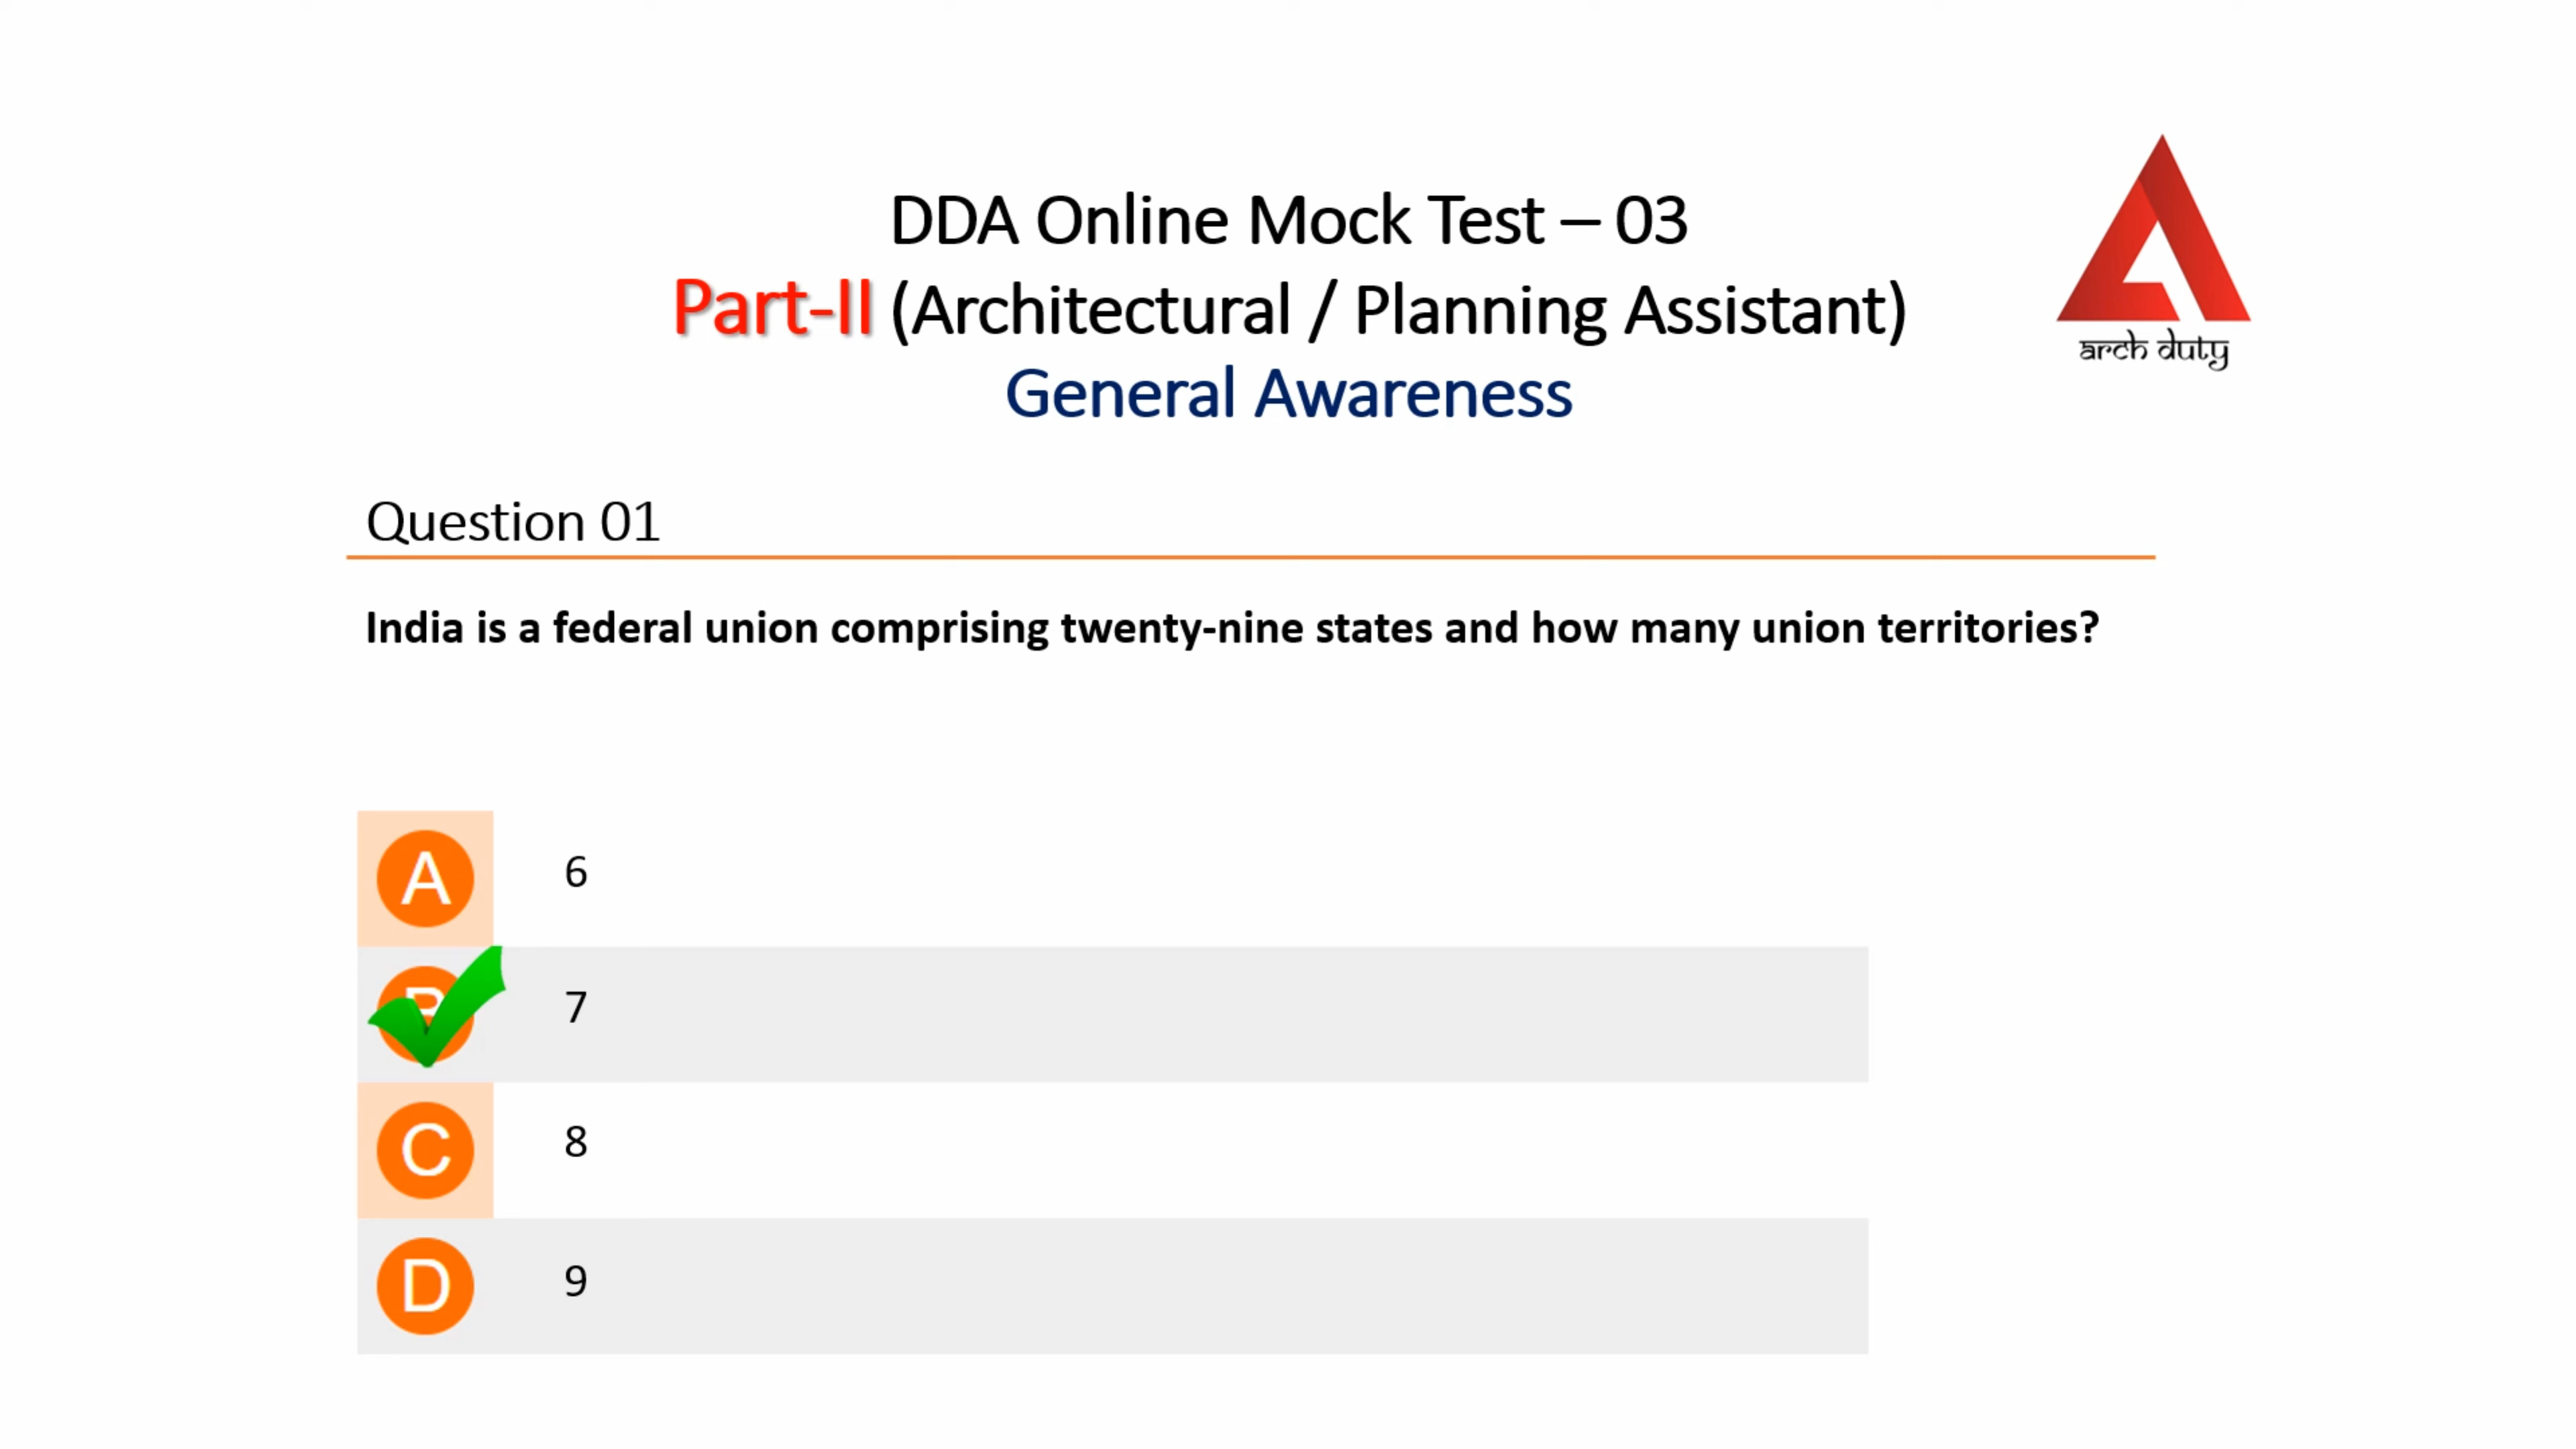 DDA Online Mock Test – 03
Part-II (Architectural / Planning Assistant)
General Awareness
arch duty
Question 01
India is a federal union comprising twenty-nine states and how many union territories?
A 6
B 7
C 8
D 9